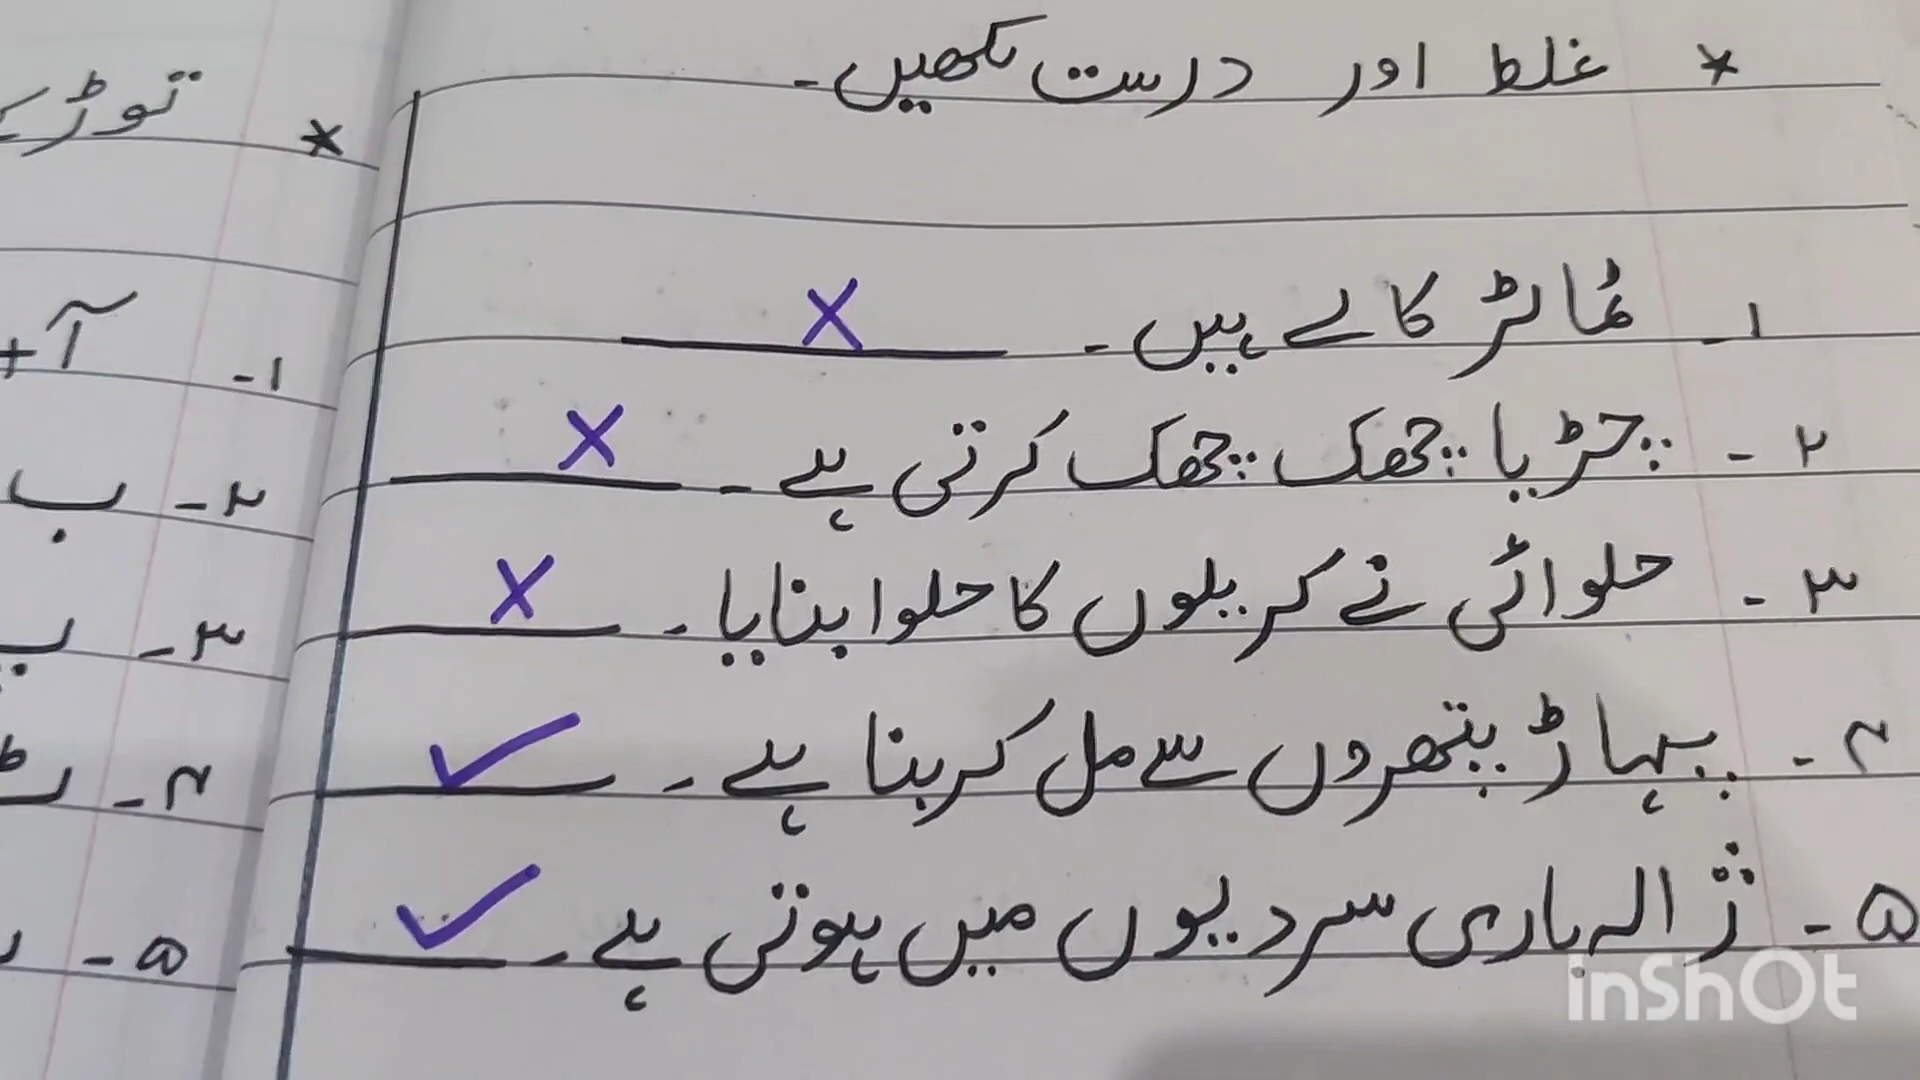 * غلط اور درست لکھیں۔
۱۔ ٹماٹر کالے ہیں۔ ✗
۲۔ چڑیا چھک چھک کرتی ہے۔ ✗
۳۔ حلوائی نے کریلوں کا حلوا بنایا۔ ✗
۴۔ پہاڑ پتھروں سے مل کر بنا ہے۔ ✓
۵۔ ژالہ باری سردیوں میں ہوتی ہے۔ ✓
* توڑ
۱۔ آ +
۲۔ ب
۳۔
۴۔
۵۔
InShOt